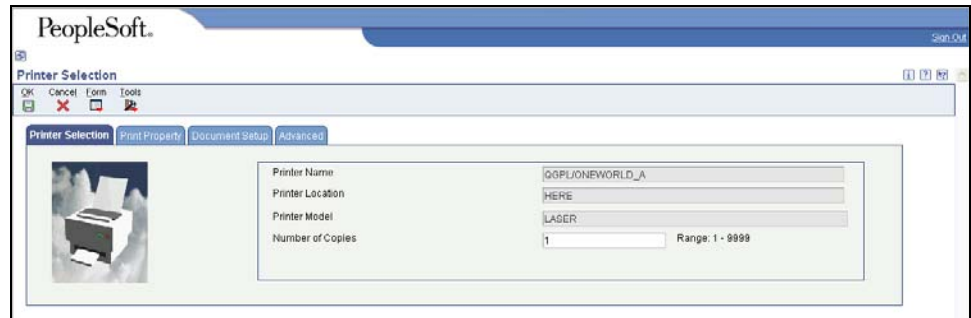 PeopleSoft.
Sign Out
Printer Selection
OK Cancel Form Tools
Printer Selection Print Property Document Setup Advanced
Printer Name QGPL/ONEWORLD_A
Printer Location HERE
Printer Model LASER
Number of Copies 1 Range: 1 - 9999